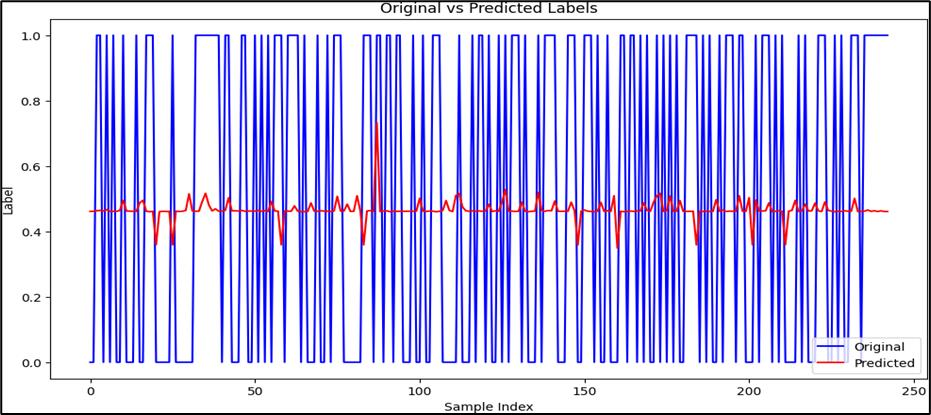 Original vs Predicted Labels
1.0
0.8
0.6
0.4
0.2
0.0
Label
0 50 100 150 200 250
Sample Index
Original
Predicted